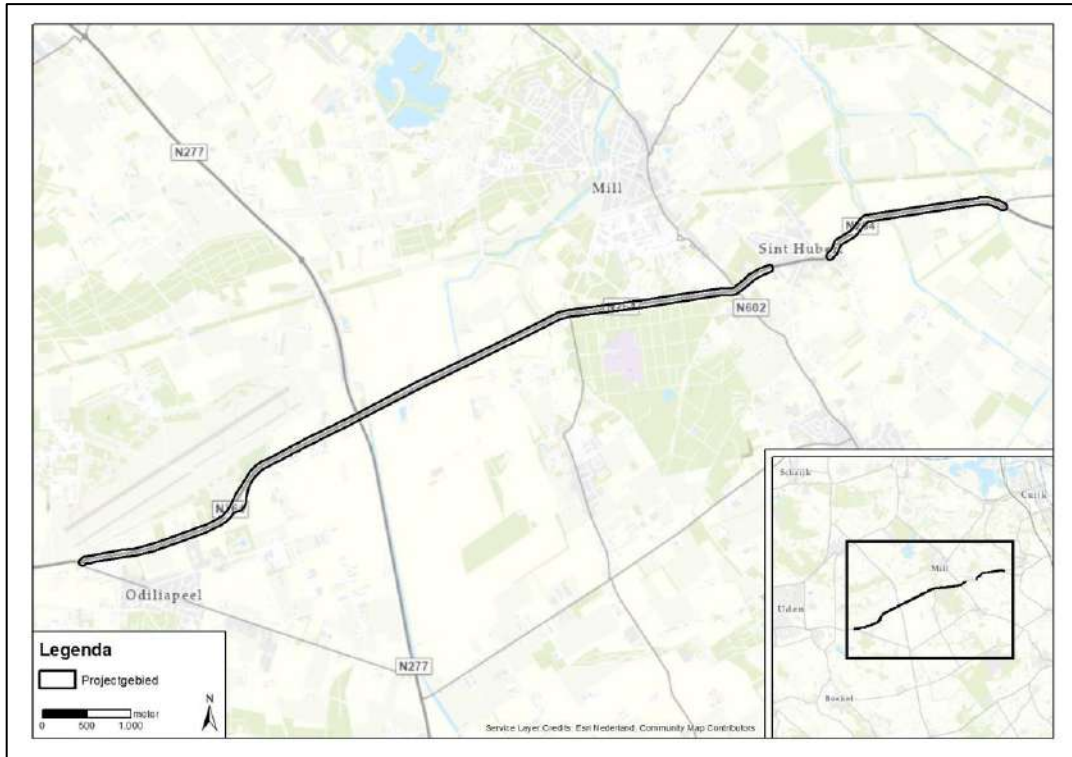 N277
Mill
Sint Huber
N602
Odiliapeel
N277
Legenda
Projectgebied
0 500 1.000 meter
N
Service Layer Credits: Esri Nederland, Community Map Contributors
Schaijk
Cuijk
Mill
Uden
Boekel